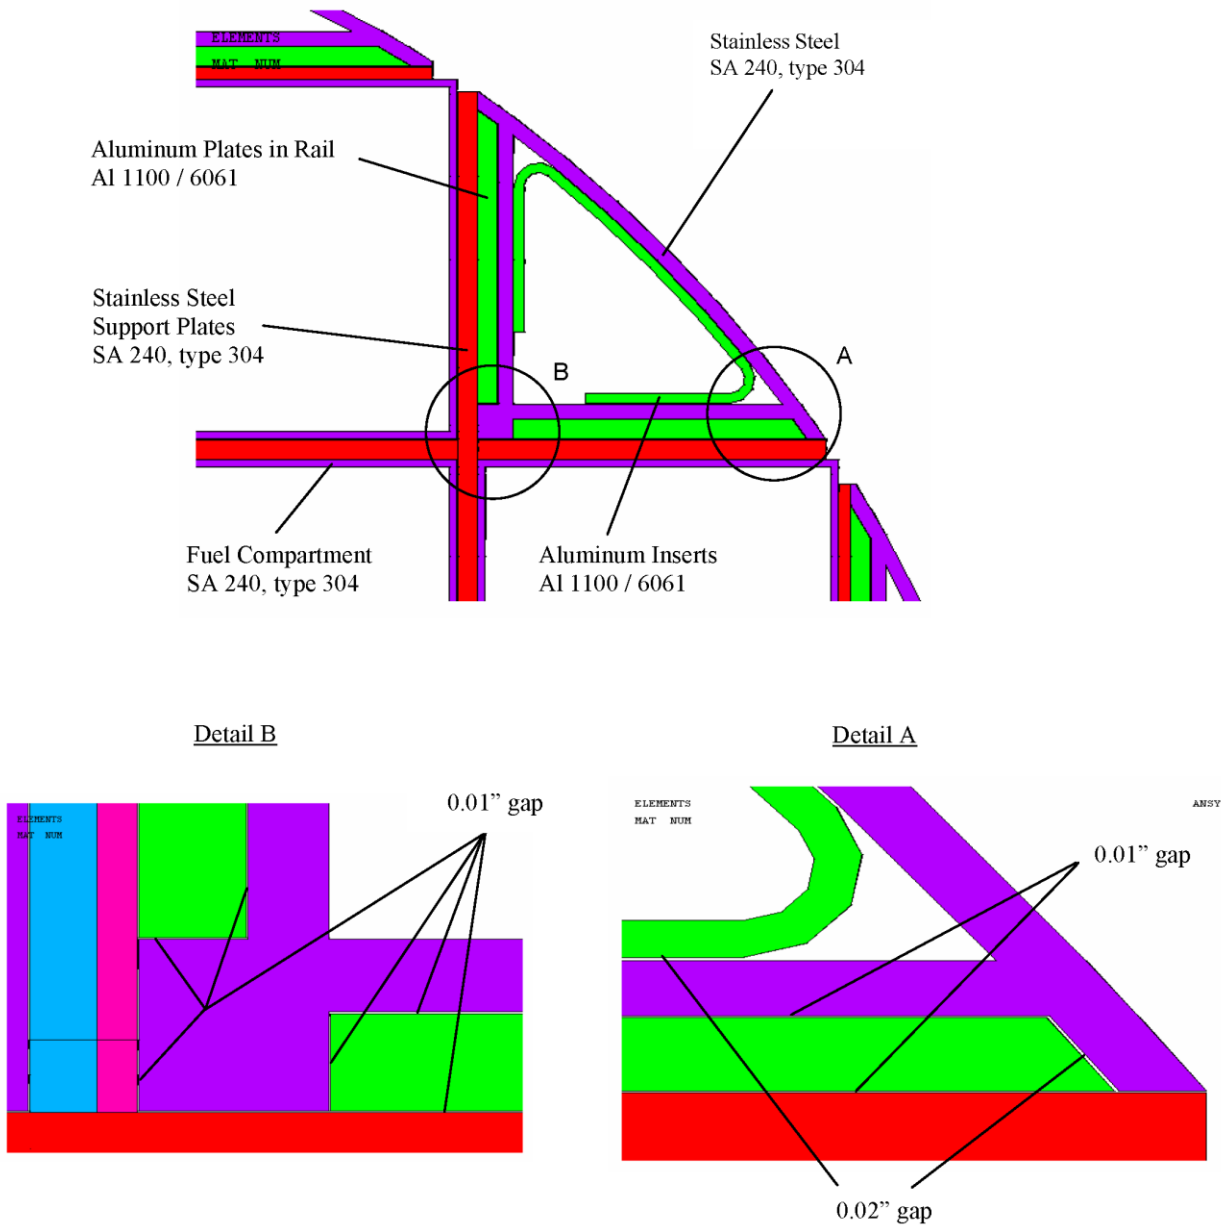 ELEMENTS
MAT NUM
Stainless Steel
SA 240, type 304
Aluminum Plates in Rail
Al 1100 / 6061
Stainless Steel
Support Plates
SA 240, type 304
B
A
Fuel Compartment
SA 240, type 304
Aluminum Inserts
Al 1100 / 6061
Detail B
Detail A
0.01” gap
ELEMENTS
MAT NUM
ELEMENTS
MAT NUM
ANSY
0.01” gap
0.02” gap